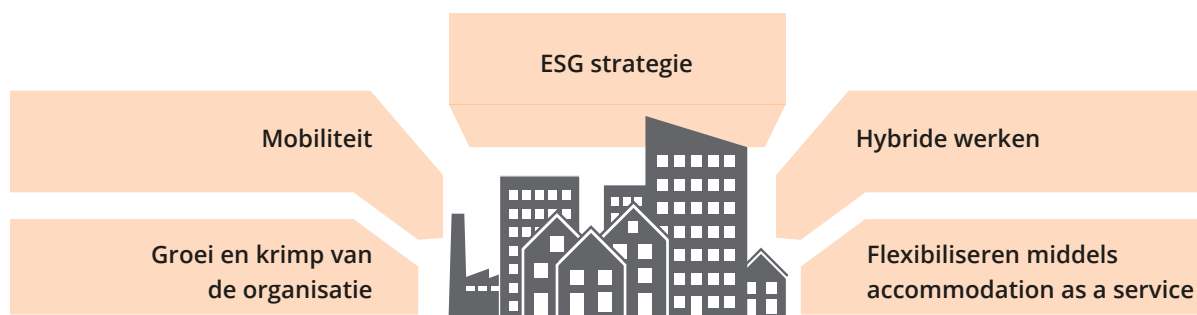 ESG strategie
Mobiliteit
Hybride werken
Groei en krimp van
de organisatie
Flexibiliseren middels
accommodation as a service